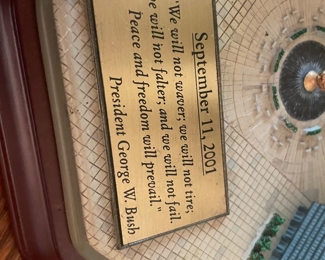 September 11, 2001
"We will not waver; we will not tire;
we will not falter; and we will not fail.
Peace and freedom will prevail."
President George W. Bush